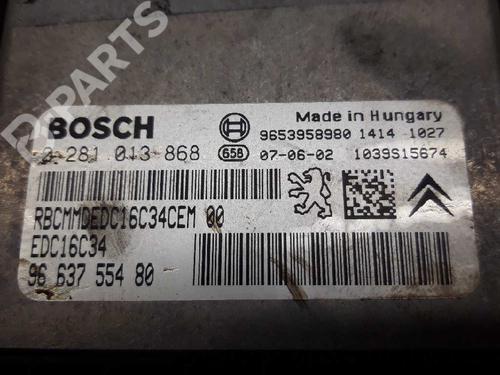 B-PARTS
BOSCH
Made in Hungary
9653958980 1414 1027
0 281 013 868 658 07-06-02 1039S15674
RBCMMDEDC16C34CEM 00
EDC16C34
96 637 554 80